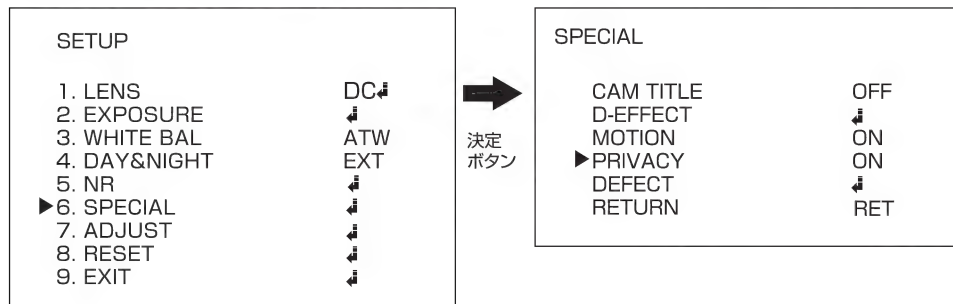 SETUP
1. LENS DC↲
2. EXPOSURE ↲
3. WHITE BAL ATW
4. DAY&NIGHT EXT
5. NR ↲
▶6. SPECIAL ↲
7. ADJUST ↲
8. RESET ↲
9. EXIT ↲
決定
ボタン
SPECIAL
CAM TITLE OFF
D-EFFECT ↲
MOTION ON
▶PRIVACY ON
DEFECT ↲
RETURN RET